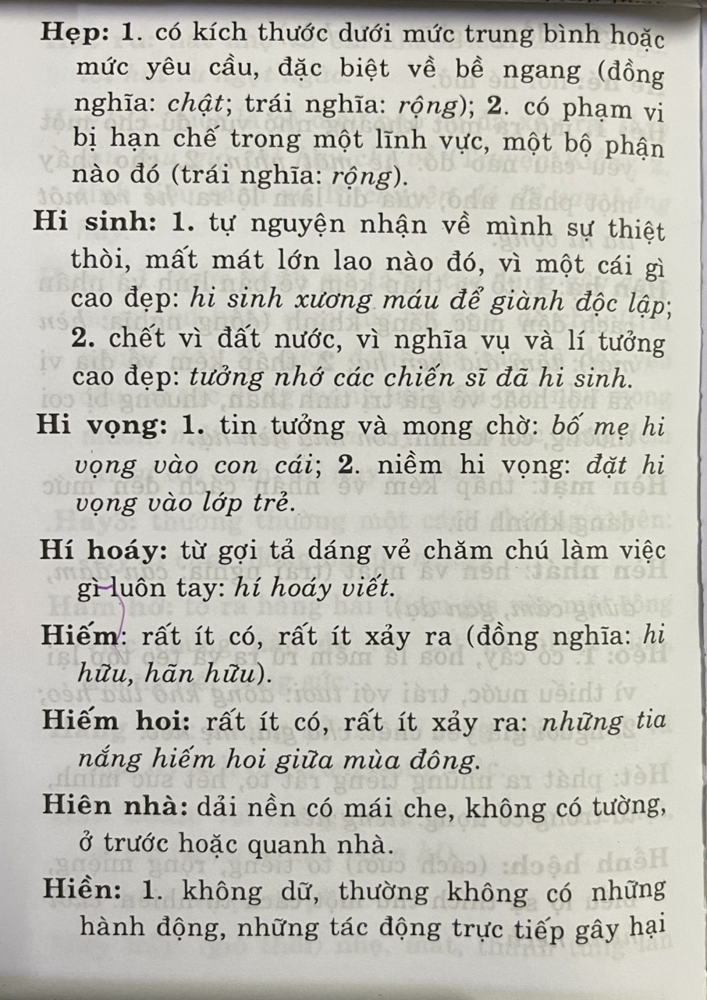 Hẹp: 1. có kích thước dưới mức trung bình hoặc
mức yêu cầu, đặc biệt về bề ngang (đồng
nghĩa: chật; trái nghĩa: rộng); 2. có phạm vi
bị hạn chế trong một lĩnh vực, một bộ phận
nào đó (trái nghĩa: rộng).
Hi sinh: 1. tự nguyện nhận về mình sự thiệt
thòi, mất mát lớn lao nào đó, vì một cái gì
cao đẹp: hi sinh xương máu để giành độc lập;
2. chết vì đất nước, vì nghĩa vụ và lí tưởng
cao đẹp: tưởng nhớ các chiến sĩ đã hi sinh.
Hi vọng: 1. tin tưởng và mong chờ: bố mẹ hi
vọng vào con cái; 2. niềm hi vọng: đặt hi
vọng vào lớp trẻ.
Hí hoáy: từ gợi tả dáng vẻ chăm chú làm việc
gì luôn tay: hí hoáy viết.
Hiếm: rất ít có, rất ít xảy ra (đồng nghĩa: hi
hữu, hãn hữu).
Hiếm hoi: rất ít có, rất ít xảy ra: những tia
nắng hiếm hoi giữa mùa đông.
Hiên nhà: dải nền có mái che, không có tường,
ở trước hoặc quanh nhà.
Hiền: 1. không dữ, thường không có những
hành động, những tác động trực tiếp gây hại